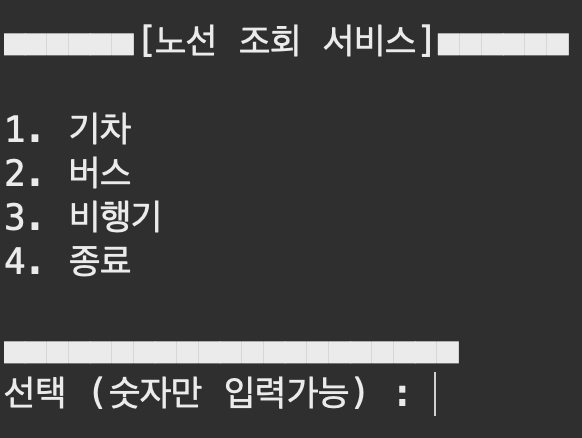 [노선 조회 서비스]
1. 기차
2. 버스
3. 비행기
4. 종료
선택 (숫자만 입력가능) :